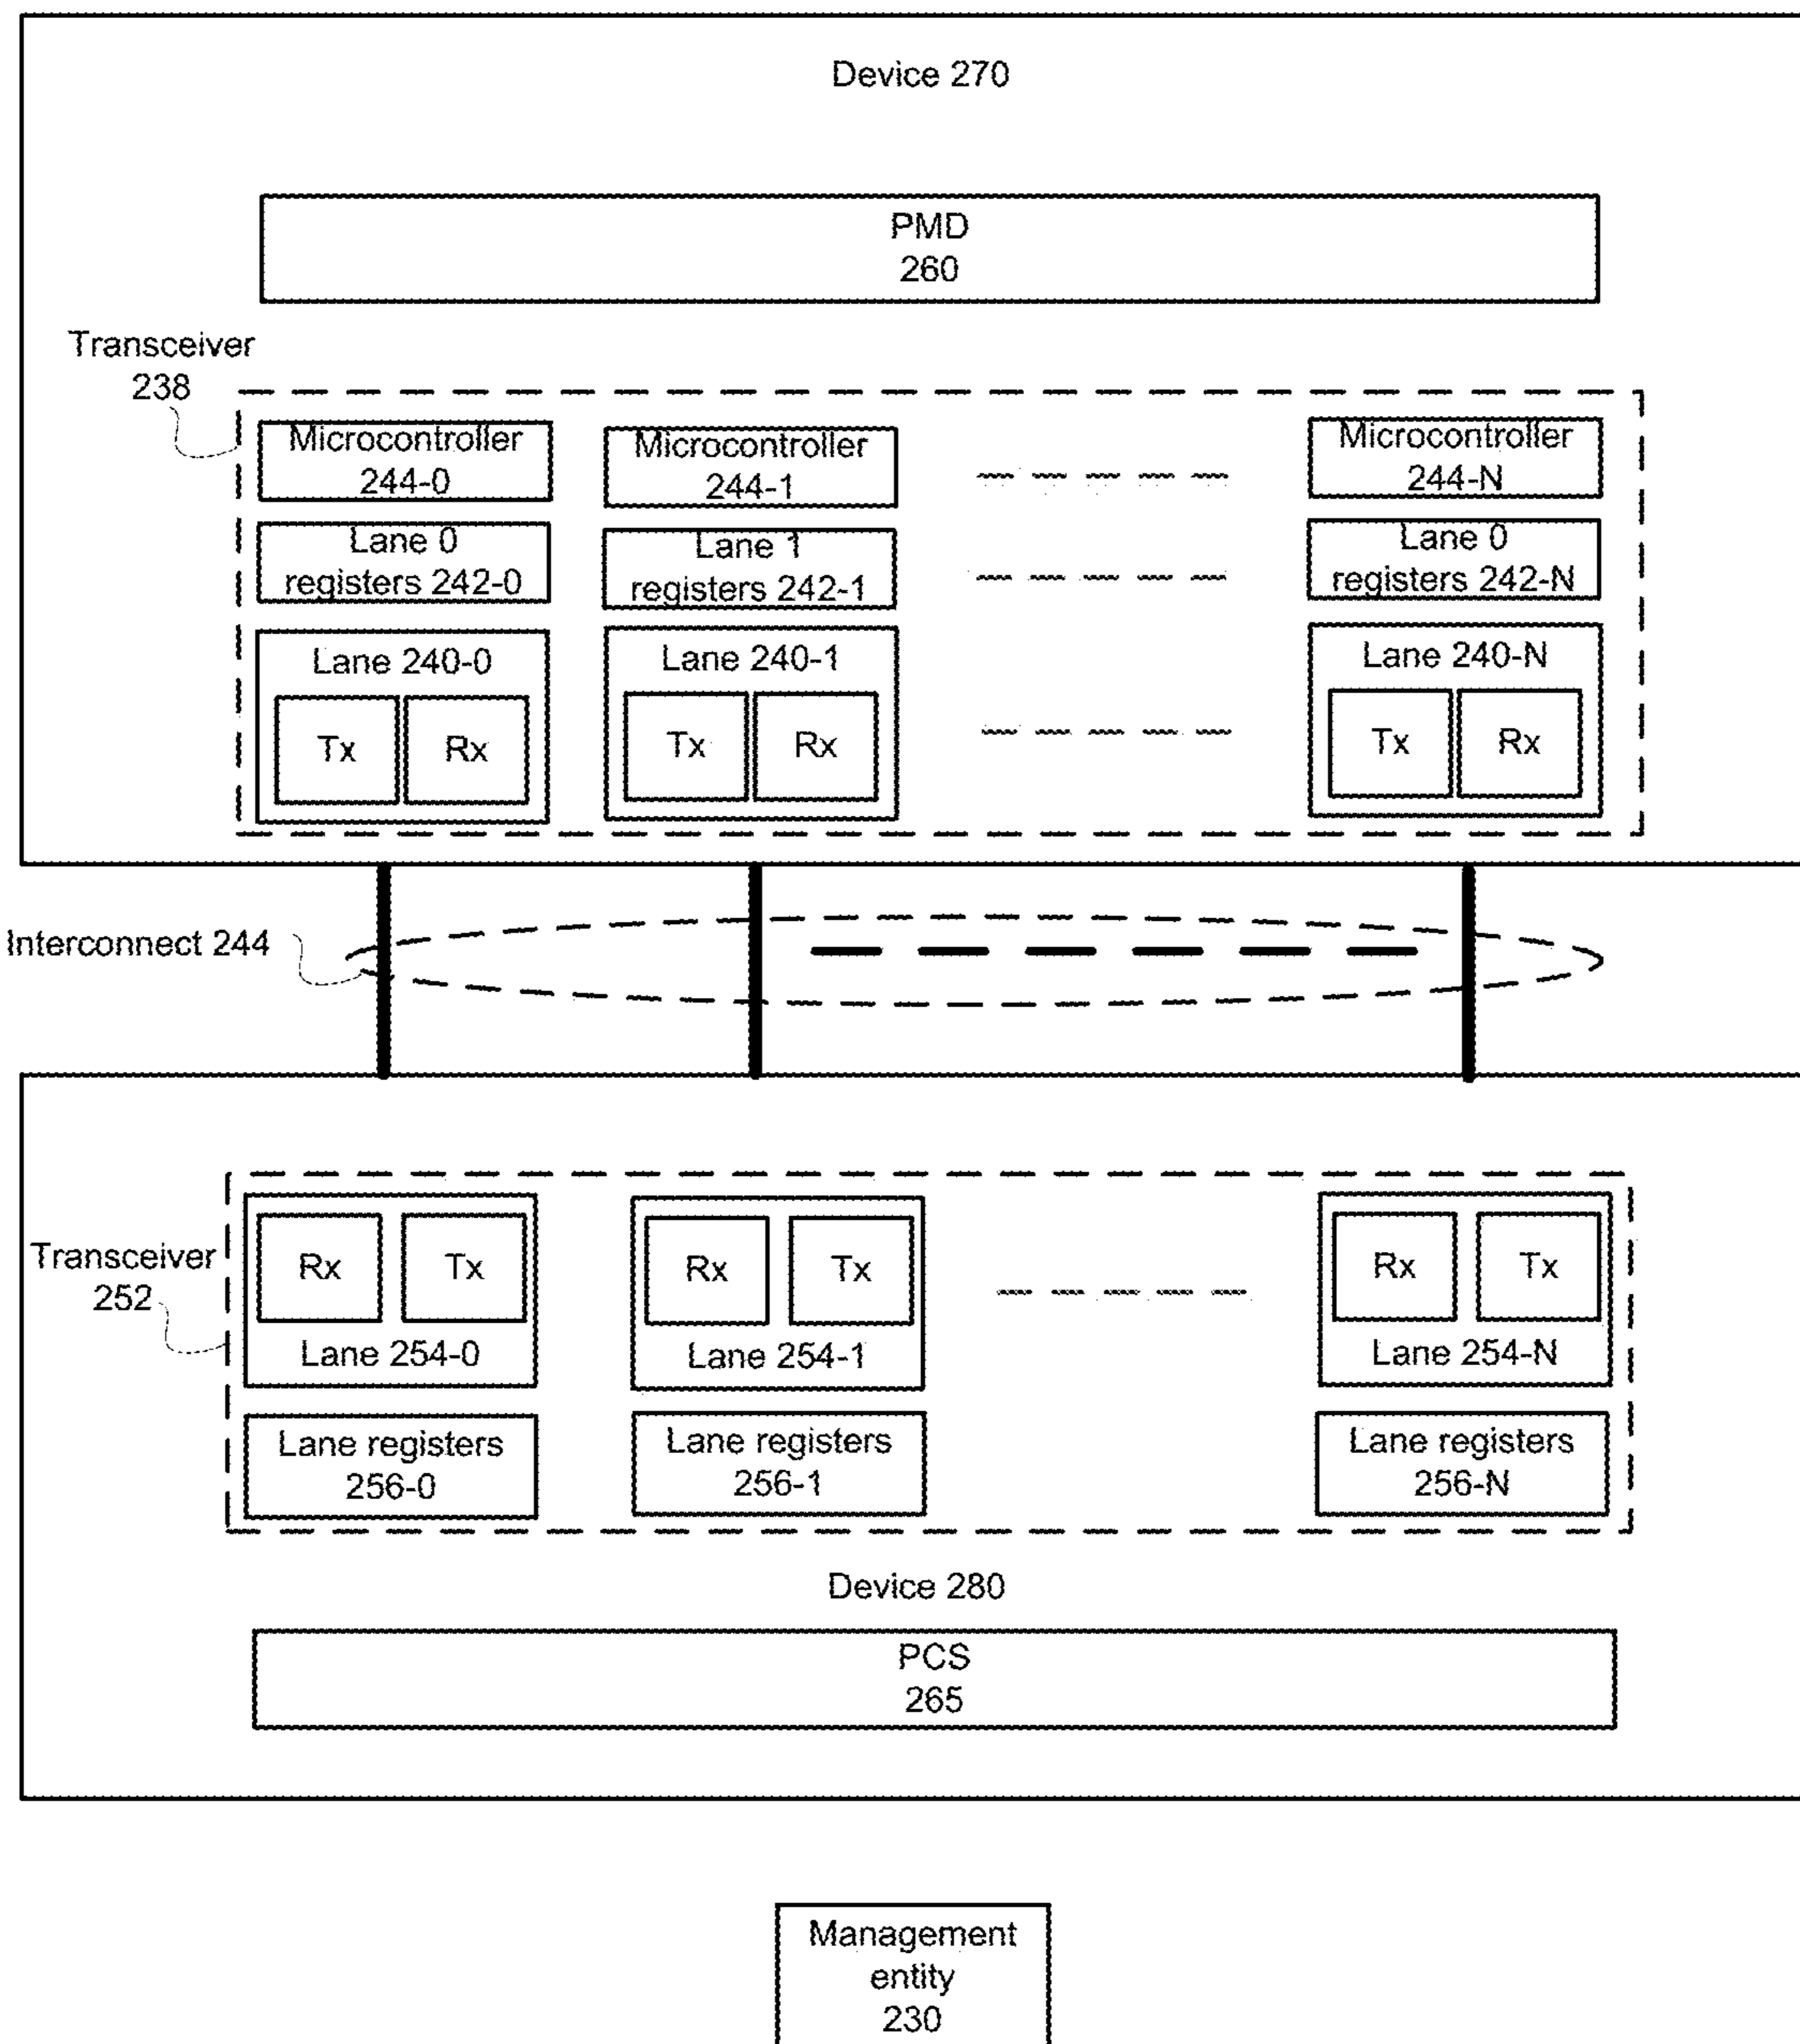 Device 270
PMD
260
Transceiver
238
Microcontroller
244-0
Microcontroller
244-1
Microcontroller
244-N
Lane 0
registers 242-0
Lane 1
registers 242-1
Lane 0
registers 242-N
Lane 240-0
Tx
Rx
Lane 240-1
Tx
Rx
Lane 240-N
Tx
Rx
Interconnect 244
Transceiver
252
Rx
Tx
Lane 254-0
Rx
Tx
Lane 254-1
Rx
Tx
Lane 254-N
Lane registers
256-0
Lane registers
256-1
Lane registers
256-N
Device 280
PCS
265
Management
entity
230